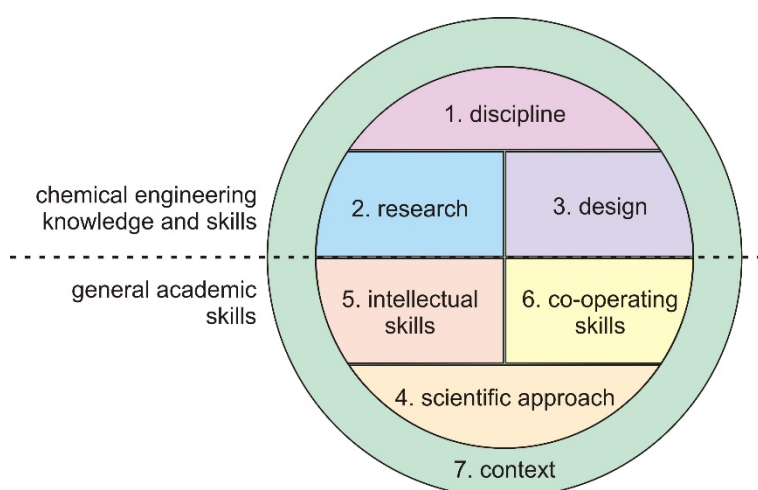 1. discipline
chemical engineering
knowledge and skills
2. research
3. design
general academic
skills
5. intellectual
skills
6. co-operating
skills
4. scientific approach
7. context